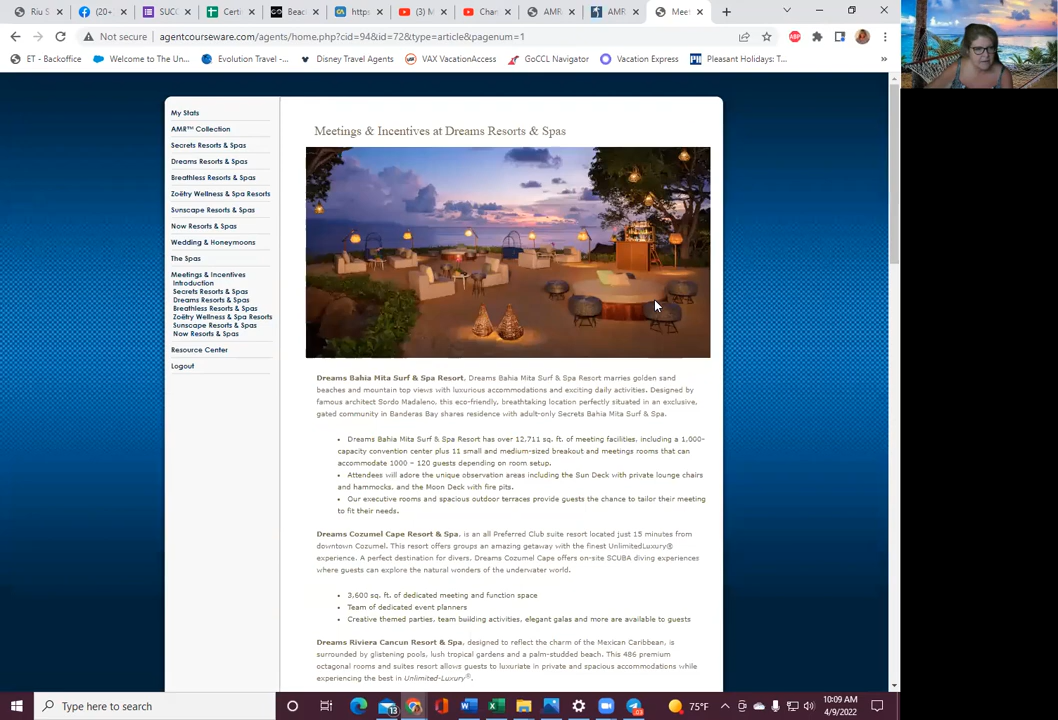 Riu S
(20+
SUCC
Certi
Beac
https
(3) M
Chan
AMR
AMR
Meet
Not secure
agentcourseware.com/agents/home.php?cid=94&id=72&type=article&pagenum=1
ET - Backoffice
Welcome to The Un...
Evolution Travel -...
Disney Travel Agents
VAX VacationAccess
GoCCL Navigator
Vacation Express
Pleasant Holidays: T...
My Stats
AMR™ Collection
Secrets Resorts & Spas
Dreams Resorts & Spas
Breathless Resorts & Spas
Zoëtry Wellness & Spa Resorts
Sunscape Resorts & Spas
Now Resorts & Spas
Wedding & Honeymoons
The Spas
Meetings & Incentives
Introduction
Secrets Resorts & Spas
Dreams Resorts & Spas
Breathless Resorts & Spas
Zoëtry Wellness & Spa Resorts
Sunscape Resorts & Spas
Now Resorts & Spas
Resource Center
Logout
Meetings & Incentives at Dreams Resorts & Spas
Dreams Bahia Mita Surf & Spa Resort. Dreams Bahia Mita Surf & Spa Resort marries golden sand
beaches and mountain top views with luxurious accommodations and exciting daily activities. Designed by
famous architect Sordo Madaleno, this eco-friendly, breathtaking location perfectly situated in an exclusive,
gated community in Banderas Bay shares residence with adult-only Secrets Bahia Mita Surf & Spa.
• Dreams Bahia Mita Surf & Spa Resort has over 12,711 sq. ft. of meeting facilities, including a 1,000-
capacity convention center plus 11 small and medium-sized breakout and meetings rooms that can
accommodate 1000 – 120 guests depending on room setup.
• Attendees will adore the unique observation areas including the Sun Deck with private lounge chairs
and hammocks, and the Moon Deck with fire pits.
• Our executive rooms and spacious outdoor terraces provide guests the chance to tailor their meeting
to fit their needs.
Dreams Cozumel Cape Resort & Spa, is an all Preferred Club suite resort located just 15 minutes from
downtown Cozumel. This resort offers groups an amazing getaway with the finest UnlimitedLuxury®
experience. A perfect destination for divers, Dreams Cozumel Cape offers on-site SCUBA diving experiences
where guests can explore the natural wonders of the underwater world.
• 3,600 sq. ft. of dedicated meeting and function space
• Team of dedicated event planners
• Creative themed parties, team building activities, elegant galas and more are available to guests
Dreams Riviera Cancun Resort & Spa, designed to reflect the charm of the Mexican Caribbean, is
surrounded by glistening pools, lush tropical gardens and a palm-studded beach. This 486 premium
octagonal rooms and suites resort allows guests to luxuriate in private and spacious accommodations while
experiencing the best in Unlimited-Luxury®.
Type here to search
13
75°F
10:09 AM
4/9/2022